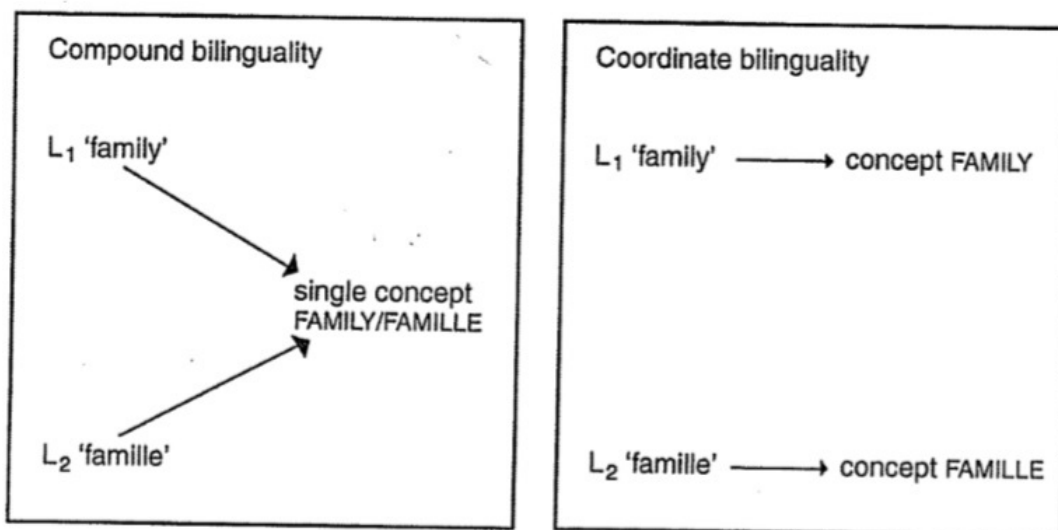 Compound bilinguality
L₁ ‘family’
single concept
FAMILY/FAMILLE
L₂ ‘famille’
Coordinate bilinguality
L₁ ‘family’ concept FAMILY
L₂ ‘famille’ concept FAMILLE